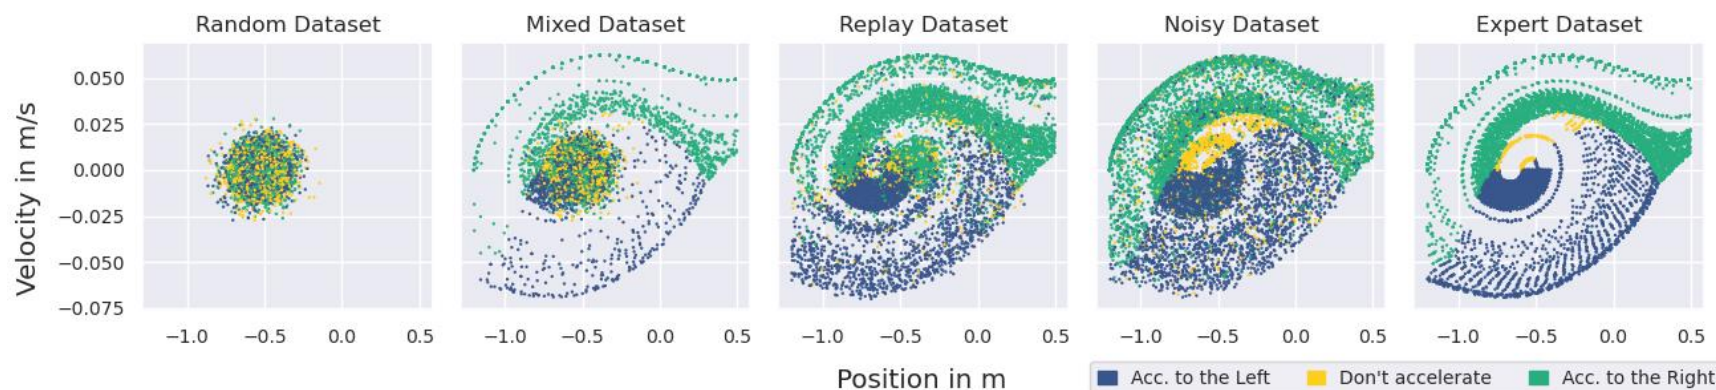 Random Dataset Mixed Dataset Replay Dataset Noisy Dataset Expert Dataset
0.050
0.025
0.000
−0.025
−0.050
−0.075
Velocity in m/s
−1.0 −0.5 0.0 0.5 −1.0 −0.5 0.0 0.5 −1.0 −0.5 0.0 0.5 −1.0 −0.5 0.0 0.5 −1.0 −0.5 0.0 0.5
Position in m
Acc. to the Left Don't accelerate Acc. to the Right